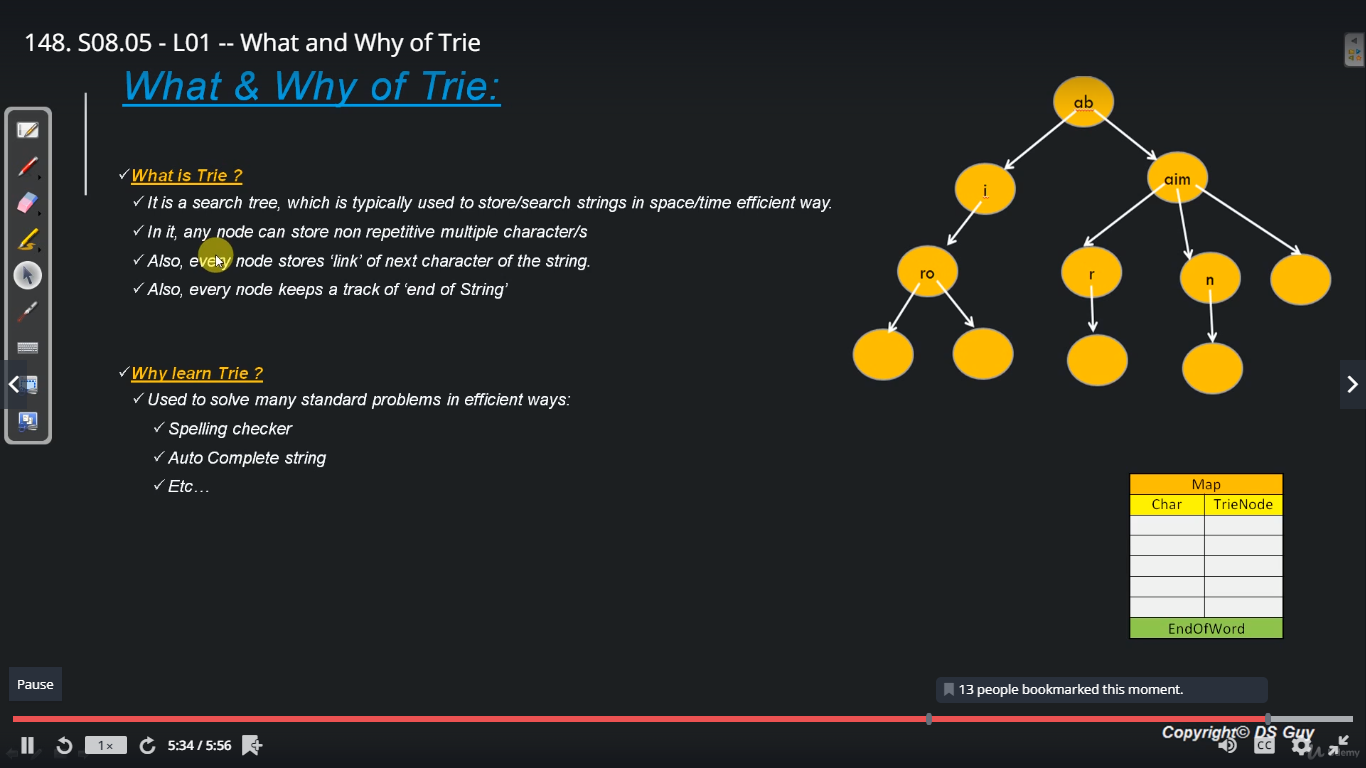 148. S08.05 - L01 -- What and Why of Trie
What & Why of Trie:
✓What is Trie ?
✓It is a search tree, which is typically used to store/search strings in space/time efficient way.
✓In it, any node can store non repetitive multiple character/s
✓Also, every node stores ‘link’ of next character of the string.
✓Also, every node keeps a track of ‘end of String’
✓Why learn Trie ?
✓Used to solve many standard problems in efficient ways:
✓Spelling checker
✓Auto Complete string
✓Etc…
ab
i
aim
ro
r
n
Map
Char TrieNode
EndOfWord
Pause
13 people bookmarked this moment.
Copyright© DS Guy
1×
5:34 / 5:56
CC